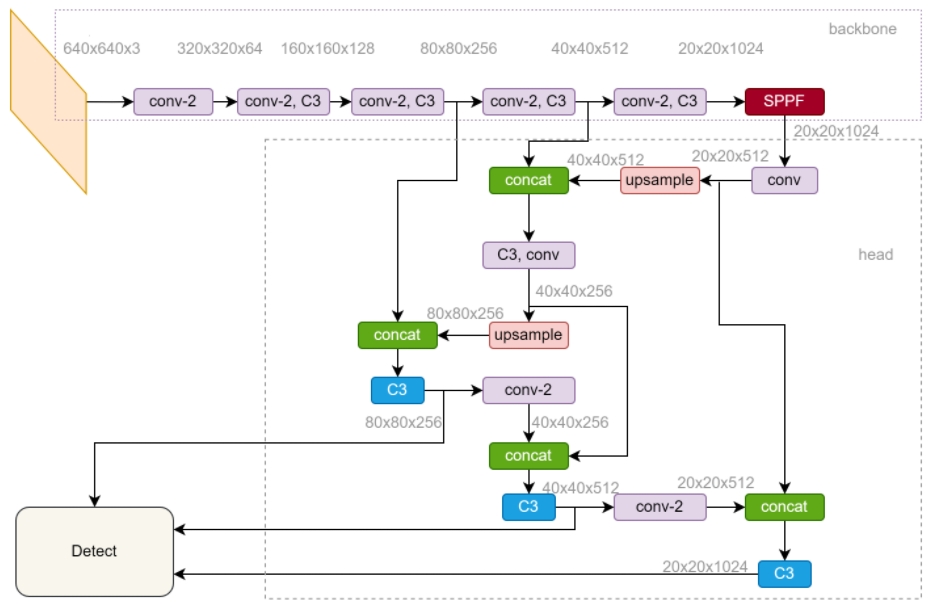 backbone
640x640x3
320x320x64
160x160x128
80x80x256
40x40x512
20x20x1024
conv-2
conv-2, C3
conv-2, C3
conv-2, C3
conv-2, C3
SPPF
20x20x1024
40x40x512
20x20x512
concat
upsample
conv
C3, conv
head
40x40x256
80x80x256
concat
upsample
C3
conv-2
80x80x256
40x40x256
concat
40x40x512
20x20x512
C3
conv-2
concat
Detect
20x20x1024
C3